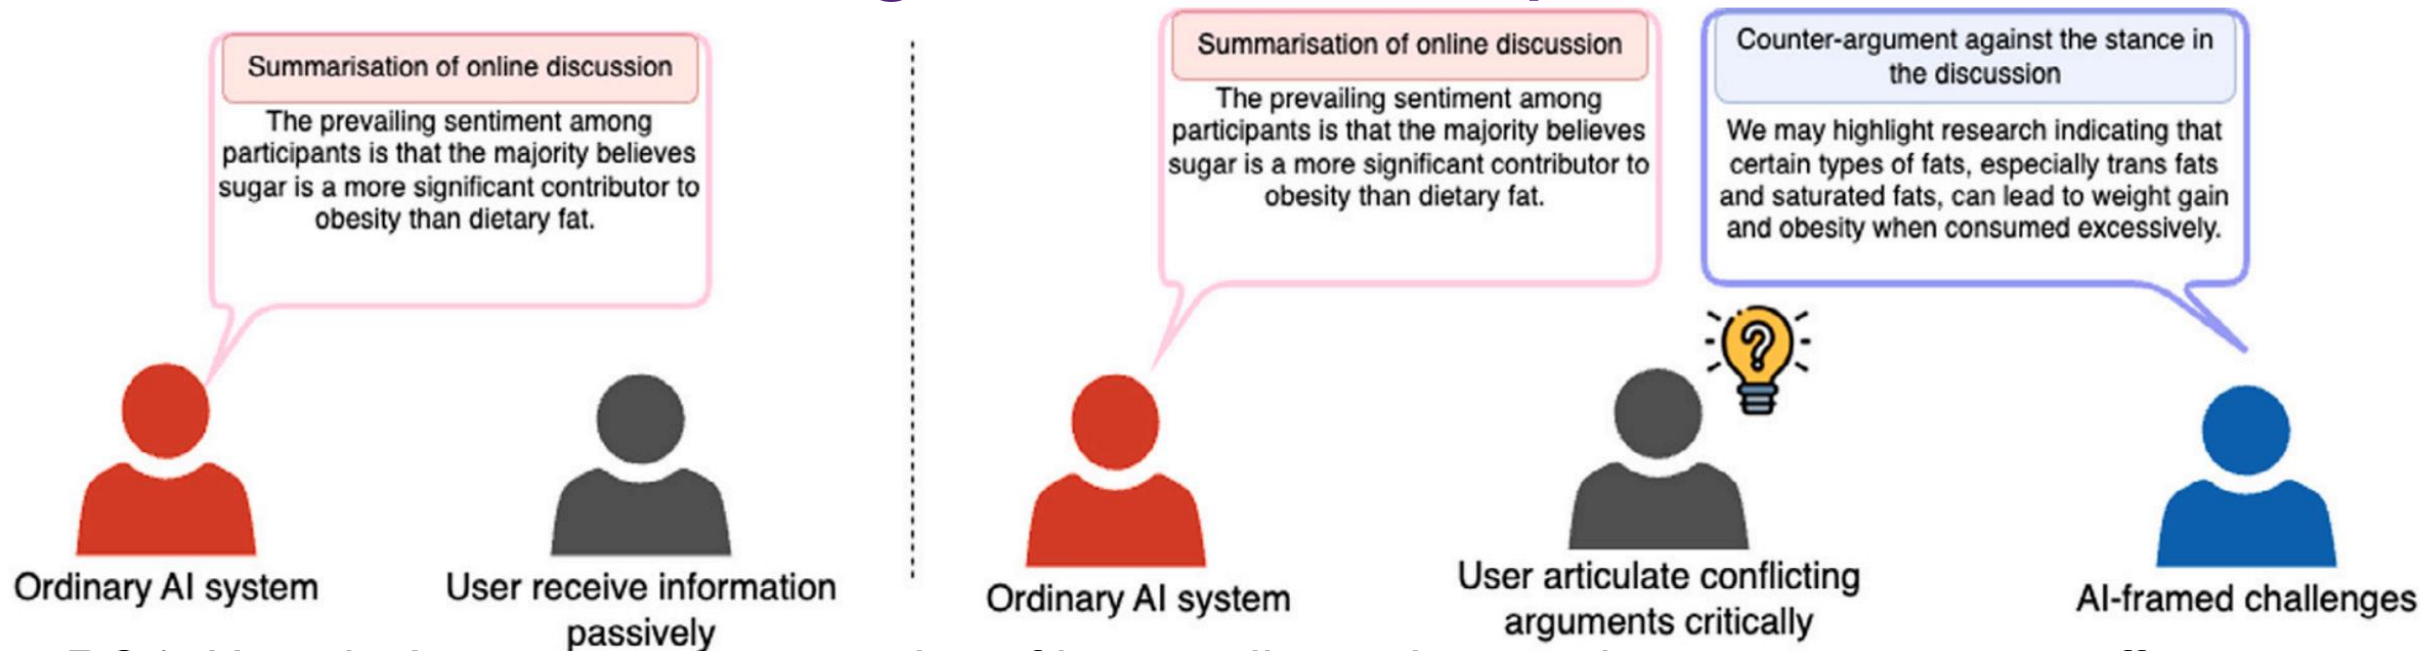 Summarisation of online discussion
The prevailing sentiment among
participants is that the majority believes
sugar is a more significant contributor to
obesity than dietary fat.
Ordinary AI system
User receive information
passively
Summarisation of online discussion
The prevailing sentiment among
participants is that the majority believes
sugar is a more significant contributor to
obesity than dietary fat.
Counter-argument against the stance in
the discussion
We may highlight research indicating that
certain types of fats, especially trans fats
and saturated fats, can lead to weight gain
and obesity when consumed excessively.
Ordinary AI system
User articulate conflicting
arguments critically
AI-framed challenges